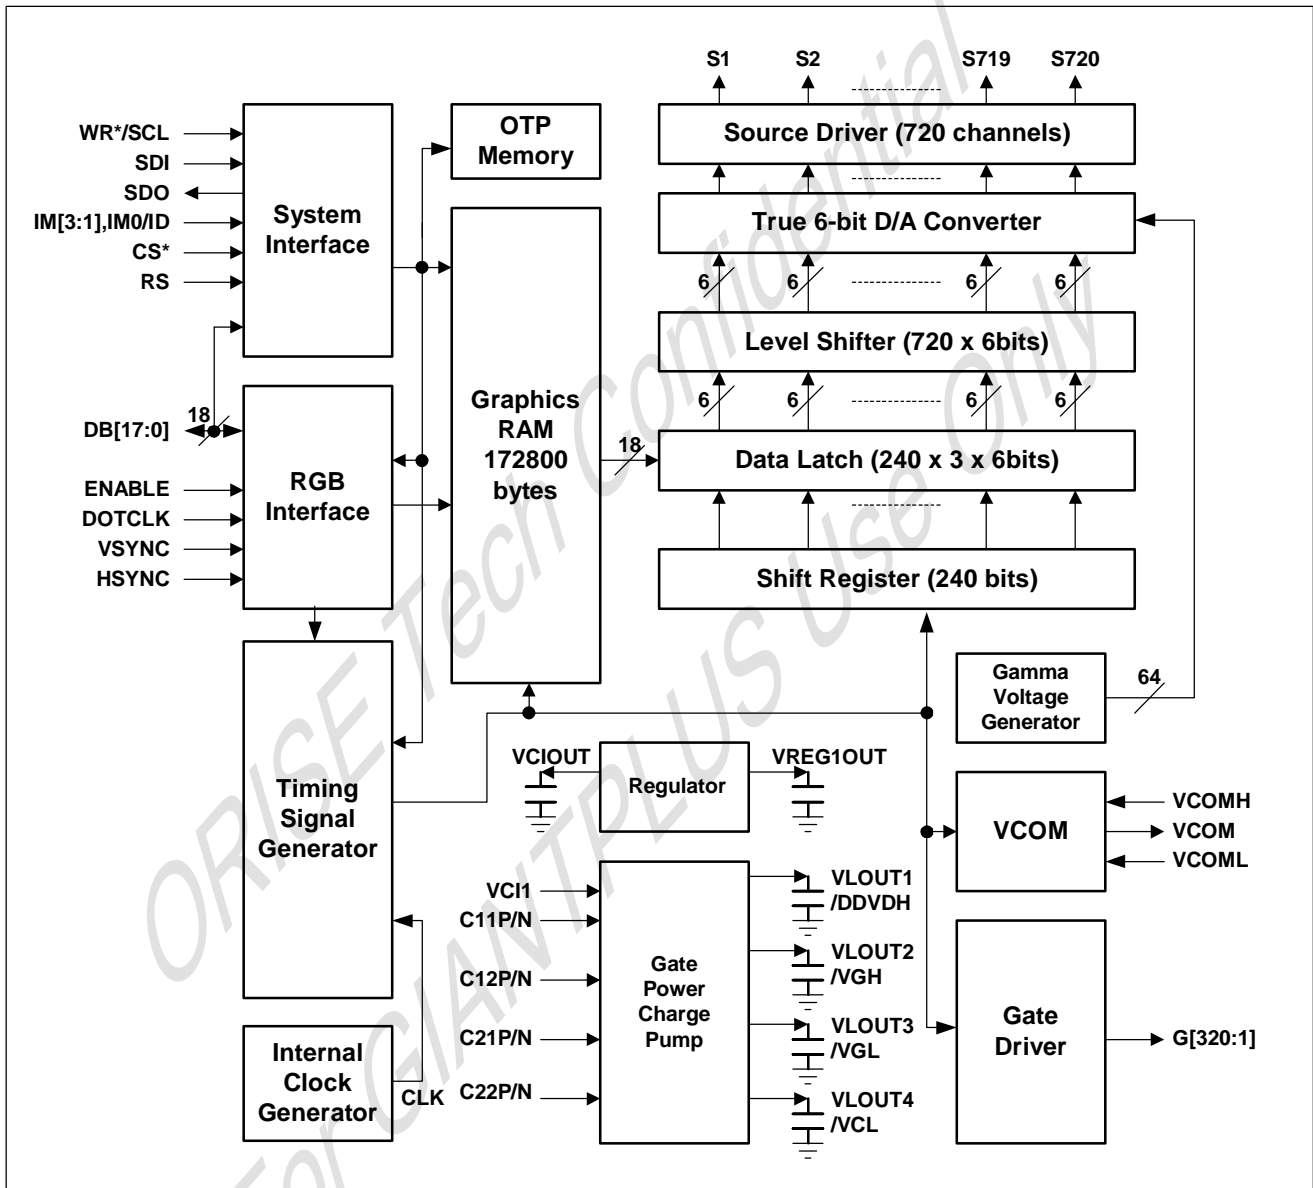 S1
S2
S719
S720
Source Driver (720 channels)
True 6-bit D/A Converter
6
6
6
6
Level Shifter (720 x 6bits)
6
6
6
6
Data Latch (240 x 3 x 6bits)
Shift Register (240 bits)
WR*/SCL
SDI
SDO
IM[3:1],IM0/ID
CS*
RS
System
Interface
OTP
Memory
DB[17:0]
18
ENABLE
DOTCLK
VSYNC
HSYNC
RGB
Interface
Graphics
RAM
172800
bytes
18
Timing
Signal
Generator
Internal
Clock
Generator
CLK
VCIOUT
Regulator
VREG1OUT
Gamma
Voltage
Generator
64
VCOM
VCOMH
VCOM
VCOML
VCI1
C11P/N
C12P/N
C21P/N
C22P/N
Gate
Power
Charge
Pump
VLOUT1
/DDVDH
VLOUT2
/VGH
VLOUT3
/VGL
VLOUT4
/VCL
Gate
Driver
G[320:1]
ORISE Tech Confidential
For GIANTPLUS Use Only